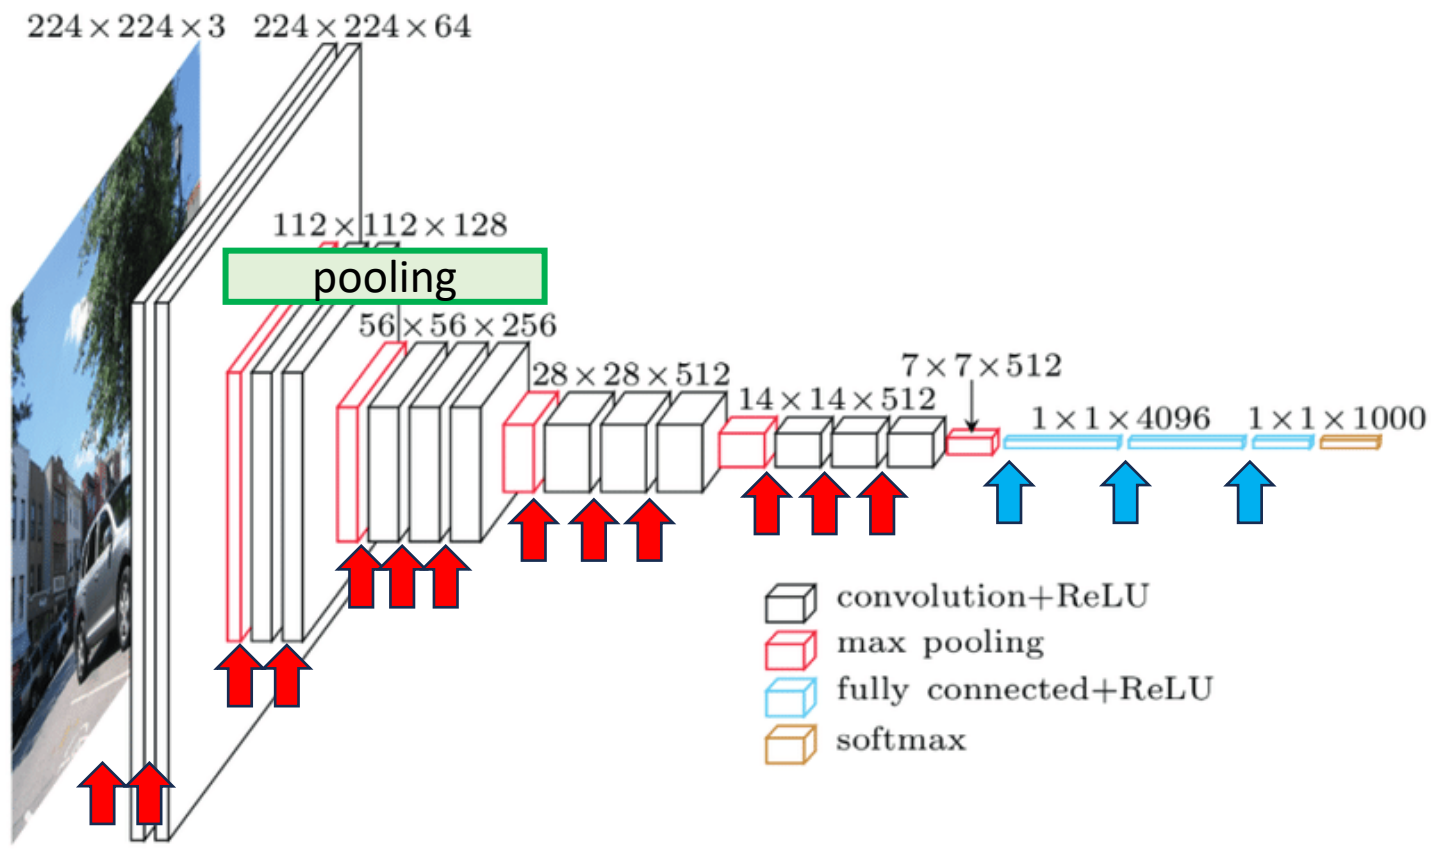 224×224×3
224×224×64
112×112×128
pooling
56×56×256
28×28×512
14×14×512
7×7×512
1×1×4096
1×1×1000
convolution+ReLU
max pooling
fully connected+ReLU
softmax